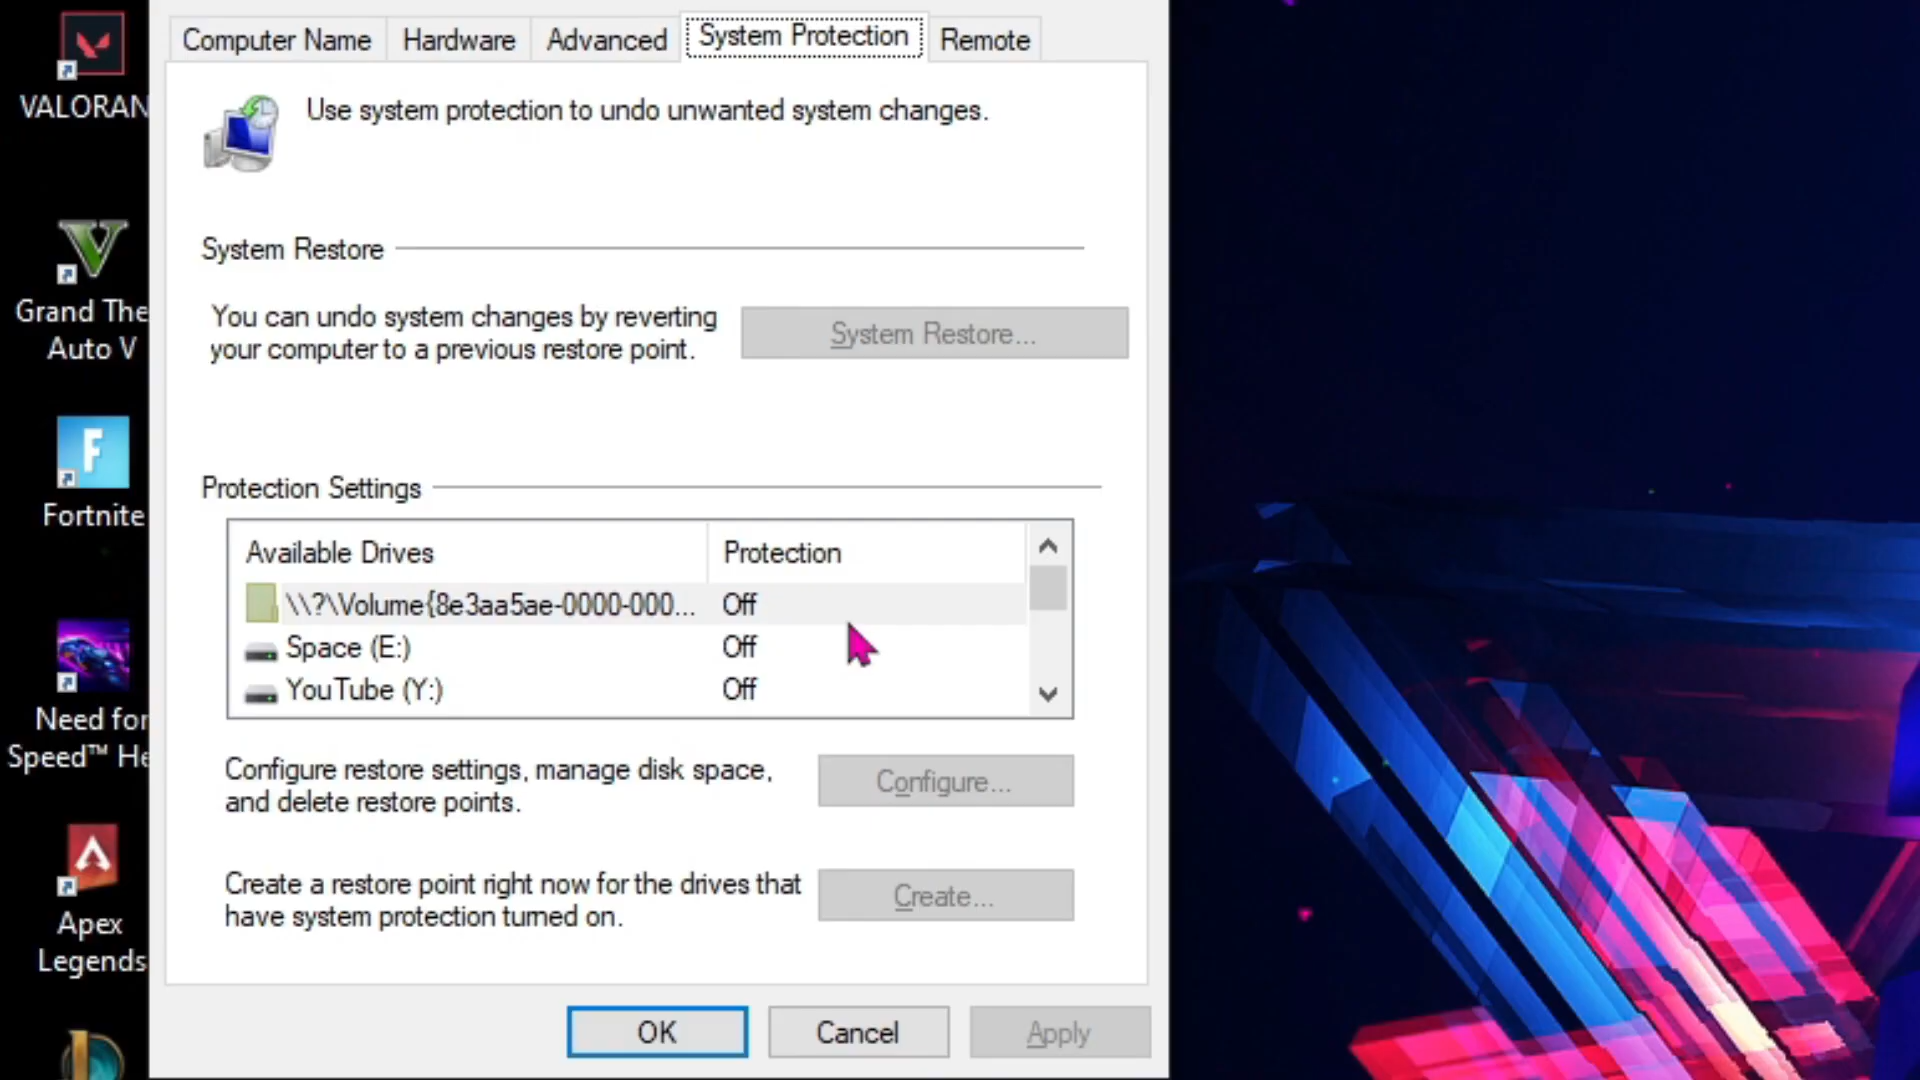 Computer Name
Hardware
Advanced
System Protection
Remote
Use system protection to undo unwanted system changes.
System Restore
You can undo system changes by reverting
your computer to a previous restore point.
System Restore...
Protection Settings
Available Drives
Protection
\\?\Volume{8e3aa5ae-0000-000...
Off
Space (E:)
Off
YouTube (Y:)
Off
Configure restore settings, manage disk space,
and delete restore points.
Configure...
Create a restore point right now for the drives that
have system protection turned on.
Create...
OK
Cancel
Apply
VALORAN
Grand The
Auto V
Fortnite
Need for
Speed™ He
Apex
Legends